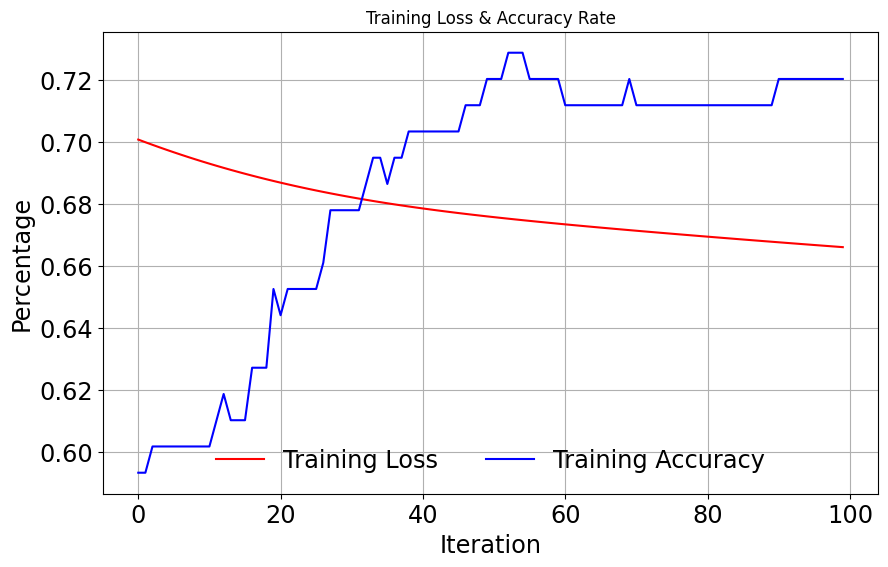 Training Loss & Accuracy Rate
Percentage
0.72
0.70
0.68
0.66
0.64
0.62
0.60
Training Loss
Training Accuracy
0 20 40 60 80 100
Iteration